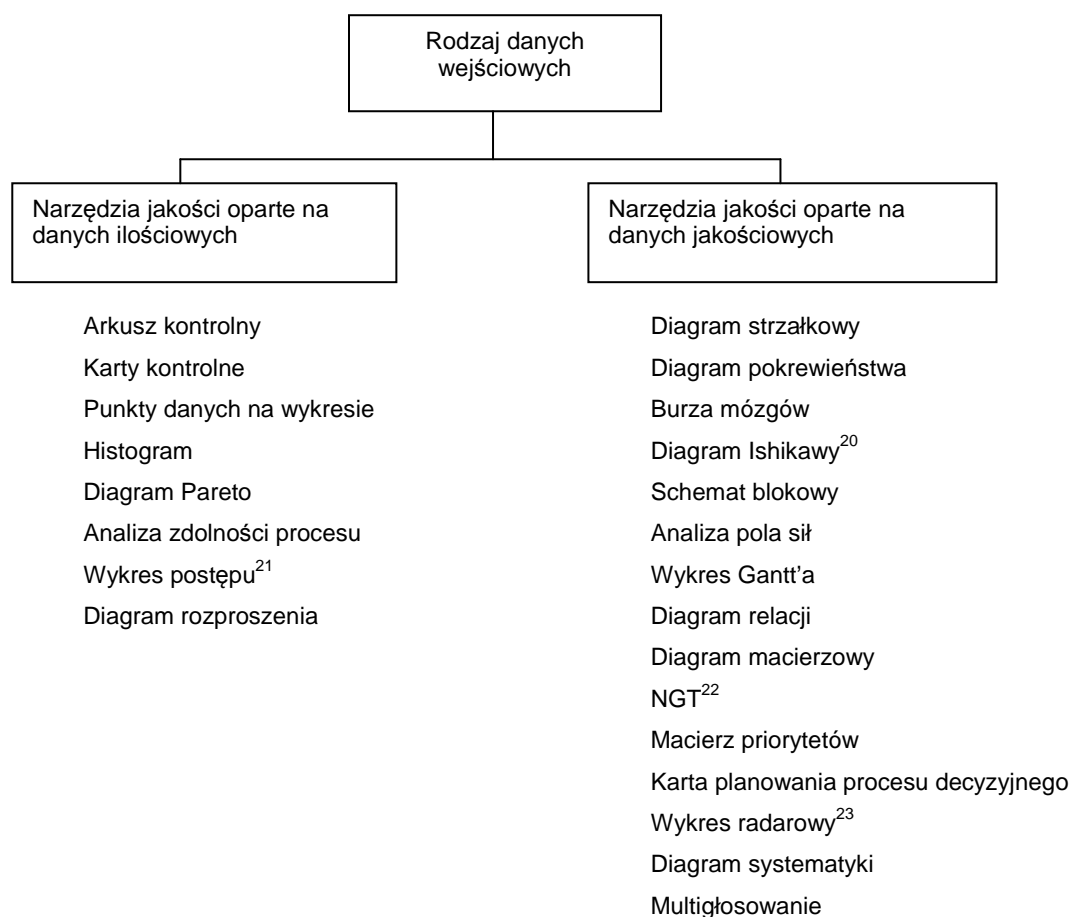 Rodzaj danych
wejściowych
Narzędzia jakości oparte na
danych ilościowych
Narzędzia jakości oparte na
danych jakościowych
Arkusz kontrolny
Karty kontrolne
Punkty danych na wykresie
Histogram
Diagram Pareto
Analiza zdolności procesu
Wykres postępu21
Diagram rozproszenia
Diagram strzałkowy
Diagram pokrewieństwa
Burza mózgów
Diagram Ishikawy20
Schemat blokowy
Analiza pola sił
Wykres Gantt’a
Diagram relacji
Diagram macierzowy
NGT22
Macierz priorytetów
Karta planowania procesu decyzyjnego
Wykres radarowy23
Diagram systematyki
Multigłosowanie